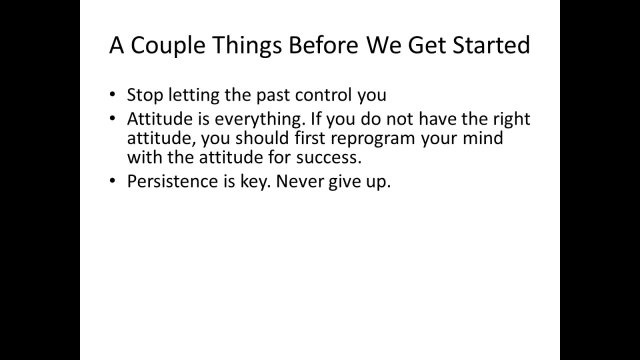 A Couple Things Before We Get Started
• Stop letting the past control you
• Attitude is everything. If you do not have the right
attitude, you should first reprogram your mind
with the attitude for success.
• Persistence is key. Never give up.